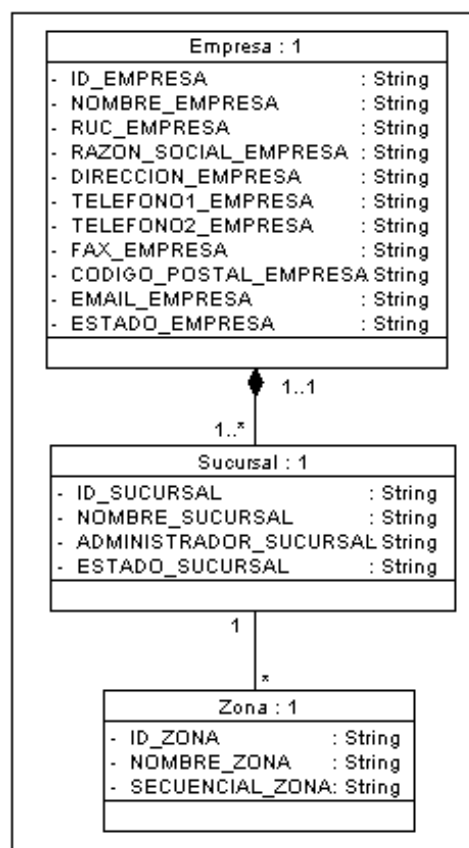 Empresa : 1
- ID_EMPRESA : String
- NOMBRE_EMPRESA : String
- RUC_EMPRESA : String
- RAZON_SOCIAL_EMPRESA : String
- DIRECCION_EMPRESA : String
- TELEFONO1_EMPRESA : String
- TELEFONO2_EMPRESA : String
- FAX_EMPRESA : String
- CODIGO_POSTAL_EMPRESA String
- EMAIL_EMPRESA : String
- ESTADO_EMPRESA : String
1..1
1..*
Sucursal : 1
- ID_SUCURSAL : String
- NOMBRE_SUCURSAL : String
- ADMINISTRADOR_SUCURSAL String
- ESTADO_SUCURSAL : String
1
*
Zona : 1
- ID_ZONA : String
- NOMBRE_ZONA : String
- SECUENCIAL_ZONA: String